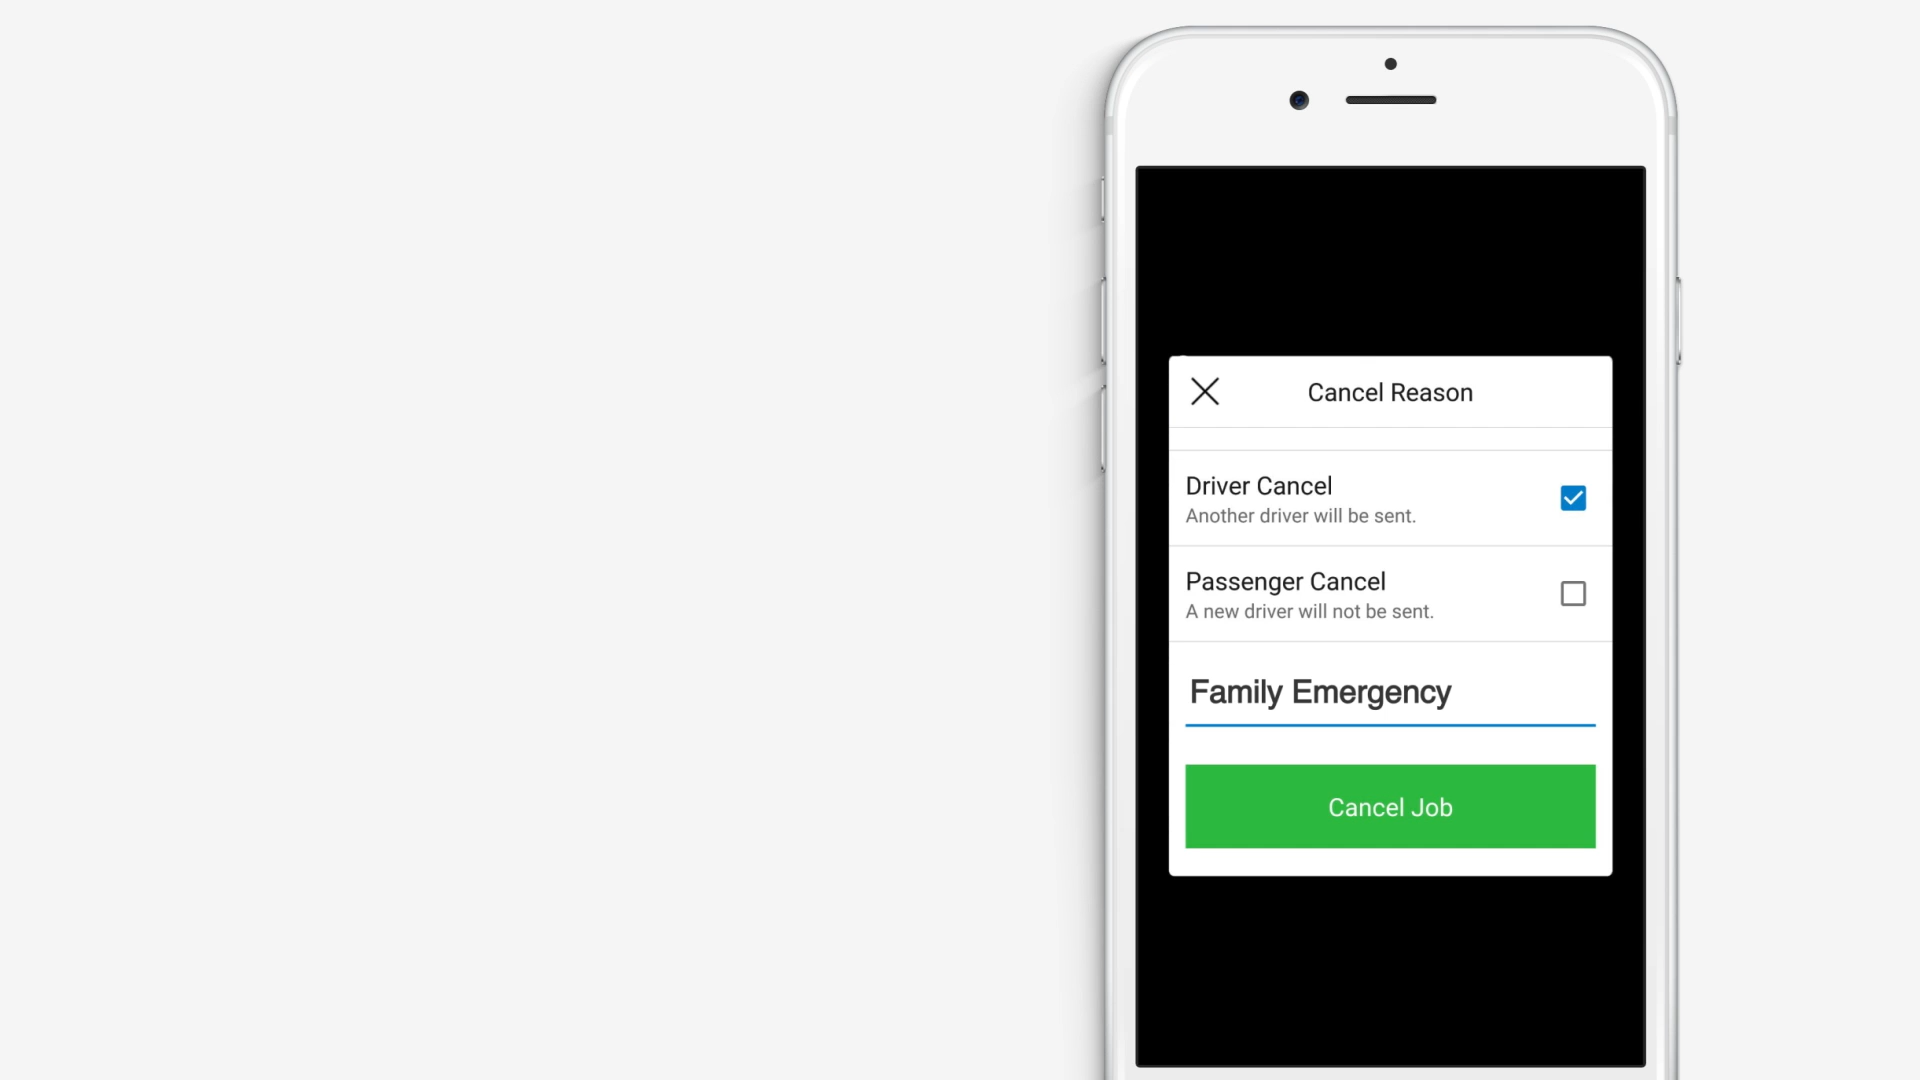 Cancel Reason
Driver Cancel
Another driver will be sent.
Passenger Cancel
A new driver will not be sent.
Family Emergency
Cancel Job